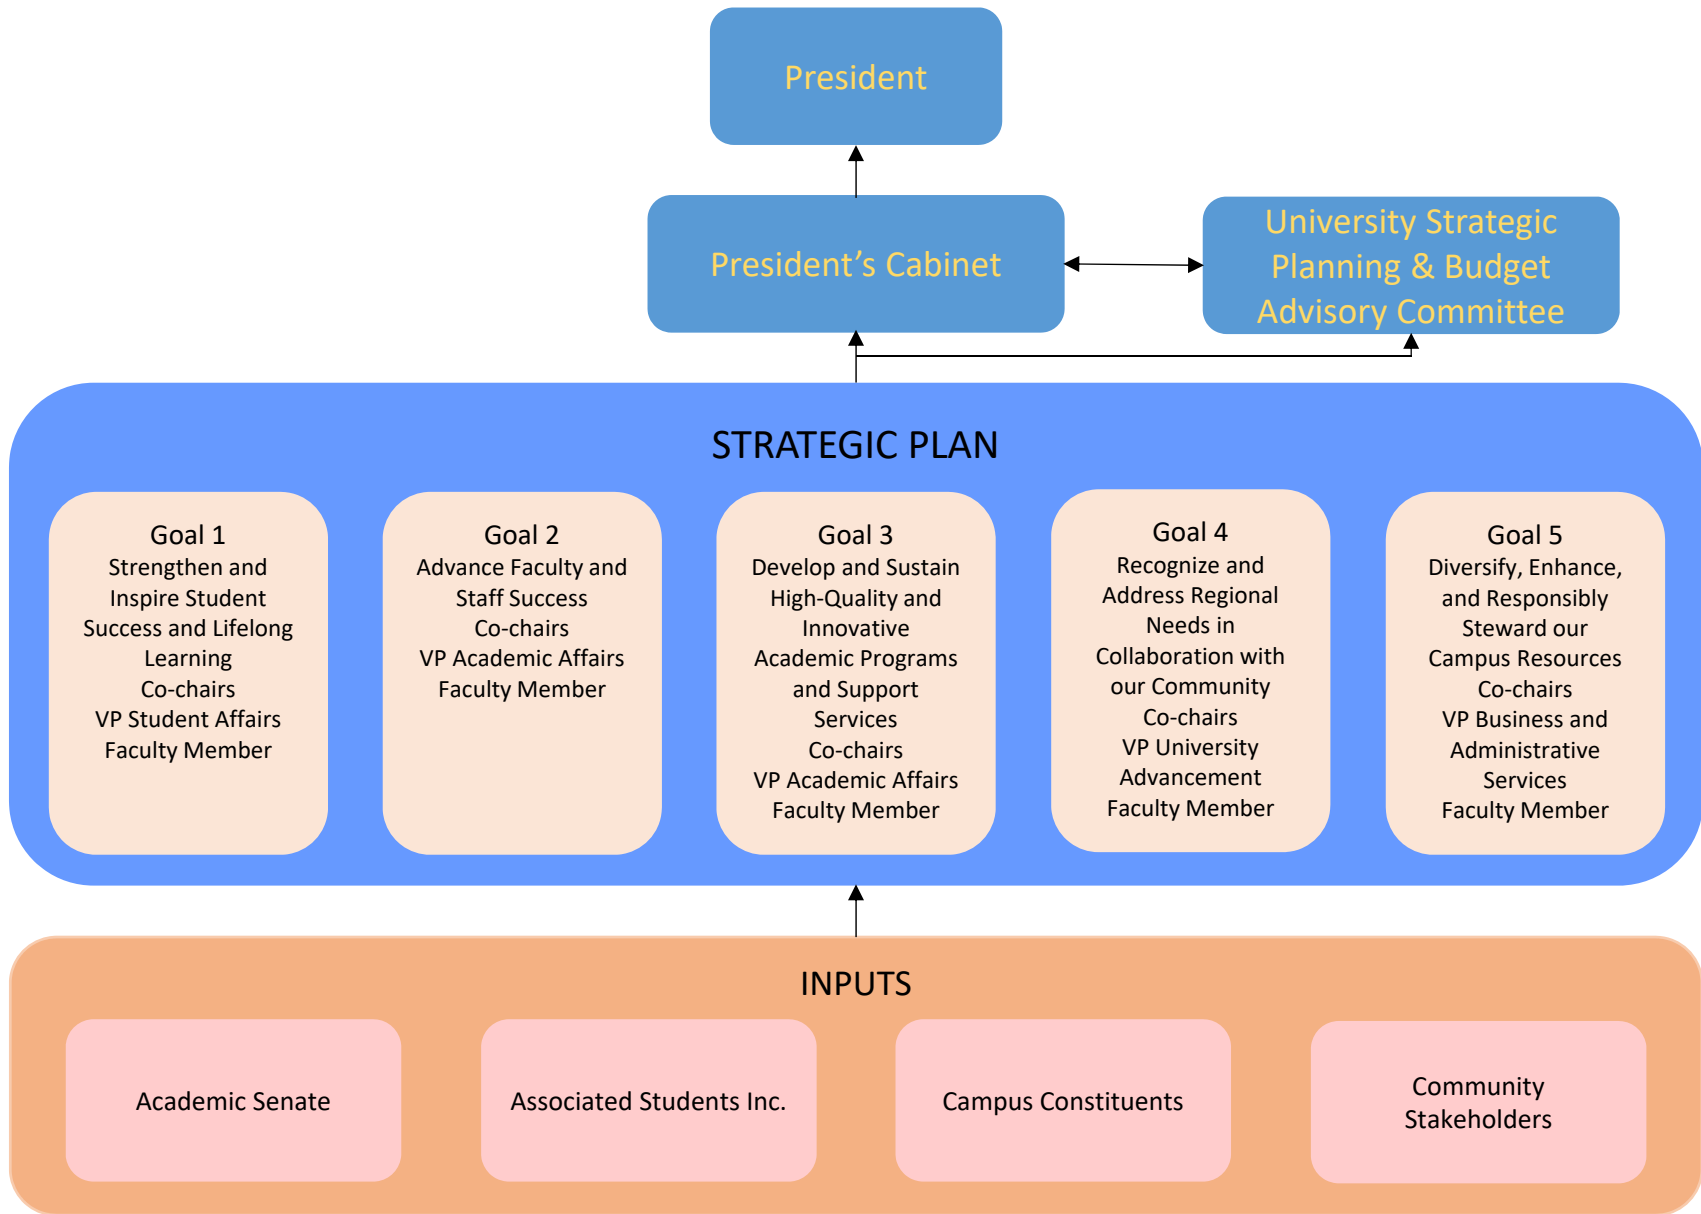 President
President’s Cabinet
University Strategic
Planning & Budget
Advisory Committee
STRATEGIC PLAN
Goal 1
Strengthen and
Inspire Student
Success and Lifelong
Learning
Co-chairs
VP Student Affairs
Faculty Member
Goal 2
Advance Faculty and
Staff Success
Co-chairs
VP Academic Affairs
Faculty Member
Goal 3
Develop and Sustain
High-Quality and
Innovative
Academic Programs
and Support
Services
Co-chairs
VP Academic Affairs
Faculty Member
Goal 4
Recognize and
Address Regional
Needs in
Collaboration with
our Community
Co-chairs
VP University
Advancement
Faculty Member
Goal 5
Diversify, Enhance,
and Responsibly
Steward our
Campus Resources
Co-chairs
VP Business and
Administrative
Services
Faculty Member
INPUTS
Academic Senate
Associated Students Inc.
Campus Constituents
Community
Stakeholders